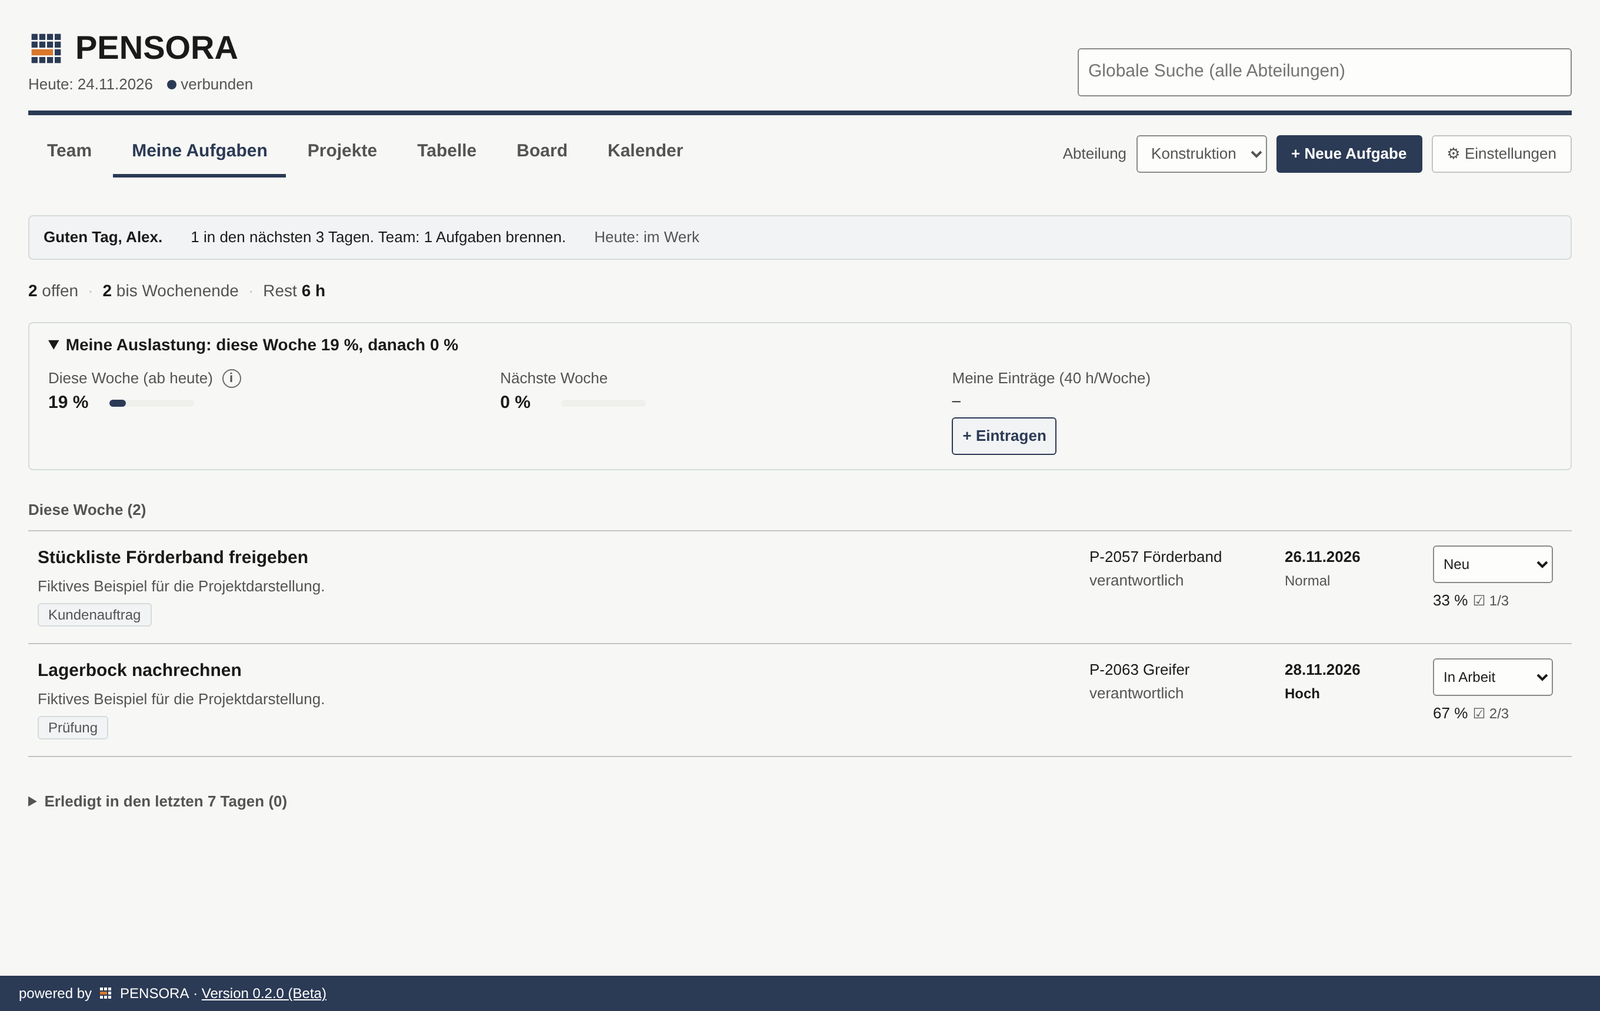 PENSORA
Heute: 24.11.2026 verbunden
Globale Suche (alle Abteilungen)
Team Meine Aufgaben Projekte Tabelle Board Kalender
Abteilung Konstruktion + Neue Aufgabe ⚙ Einstellungen
Guten Tag, Alex. 1 in den nächsten 3 Tagen. Team: 1 Aufgaben brennen. Heute: im Werk
2 offen · 2 bis Wochenende · Rest 6 h
▼ Meine Auslastung: diese Woche 19 %, danach 0 %
Diese Woche (ab heute) i
19 %
Nächste Woche
0 %
Meine Einträge (40 h/Woche)
–
+ Eintragen
Diese Woche (2)
Stückliste Förderband freigeben
Fiktives Beispiel für die Projektdarstellung.
Kundenauftrag
P-2057 Förderband
verantwortlich
26.11.2026
Normal
Neu
33 % ☑ 1/3
Lagerbock nachrechnen
Fiktives Beispiel für die Projektdarstellung.
Prüfung
P-2063 Greifer
verantwortlich
28.11.2026
Hoch
In Arbeit
67 % ☑ 2/3
▶ Erledigt in den letzten 7 Tagen (0)
powered by PENSORA · Version 0.2.0 (Beta)